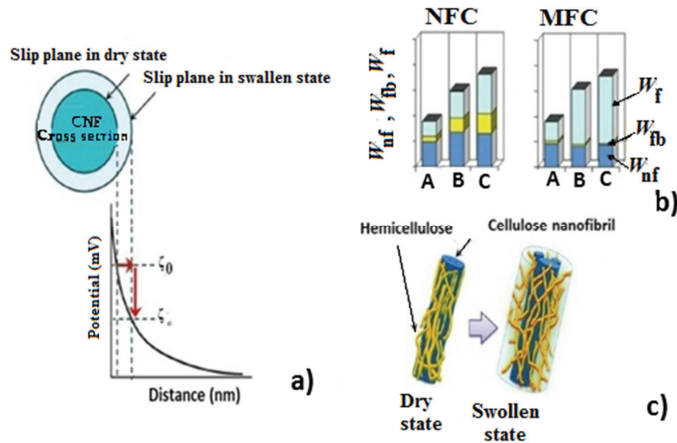 a)
Slip plane in dry state
Slip plane in swallen state
CNF
Cross section
Potential (mV)
ζ0
Distance (nm)
NFC
MFC
Wnf , Wfb , Wf
A B C
A B C
Wf
Wfb
Wnf
b)
Hemicellulose
Cellulose nanofibril
Dry
state
Swollen
state
c)